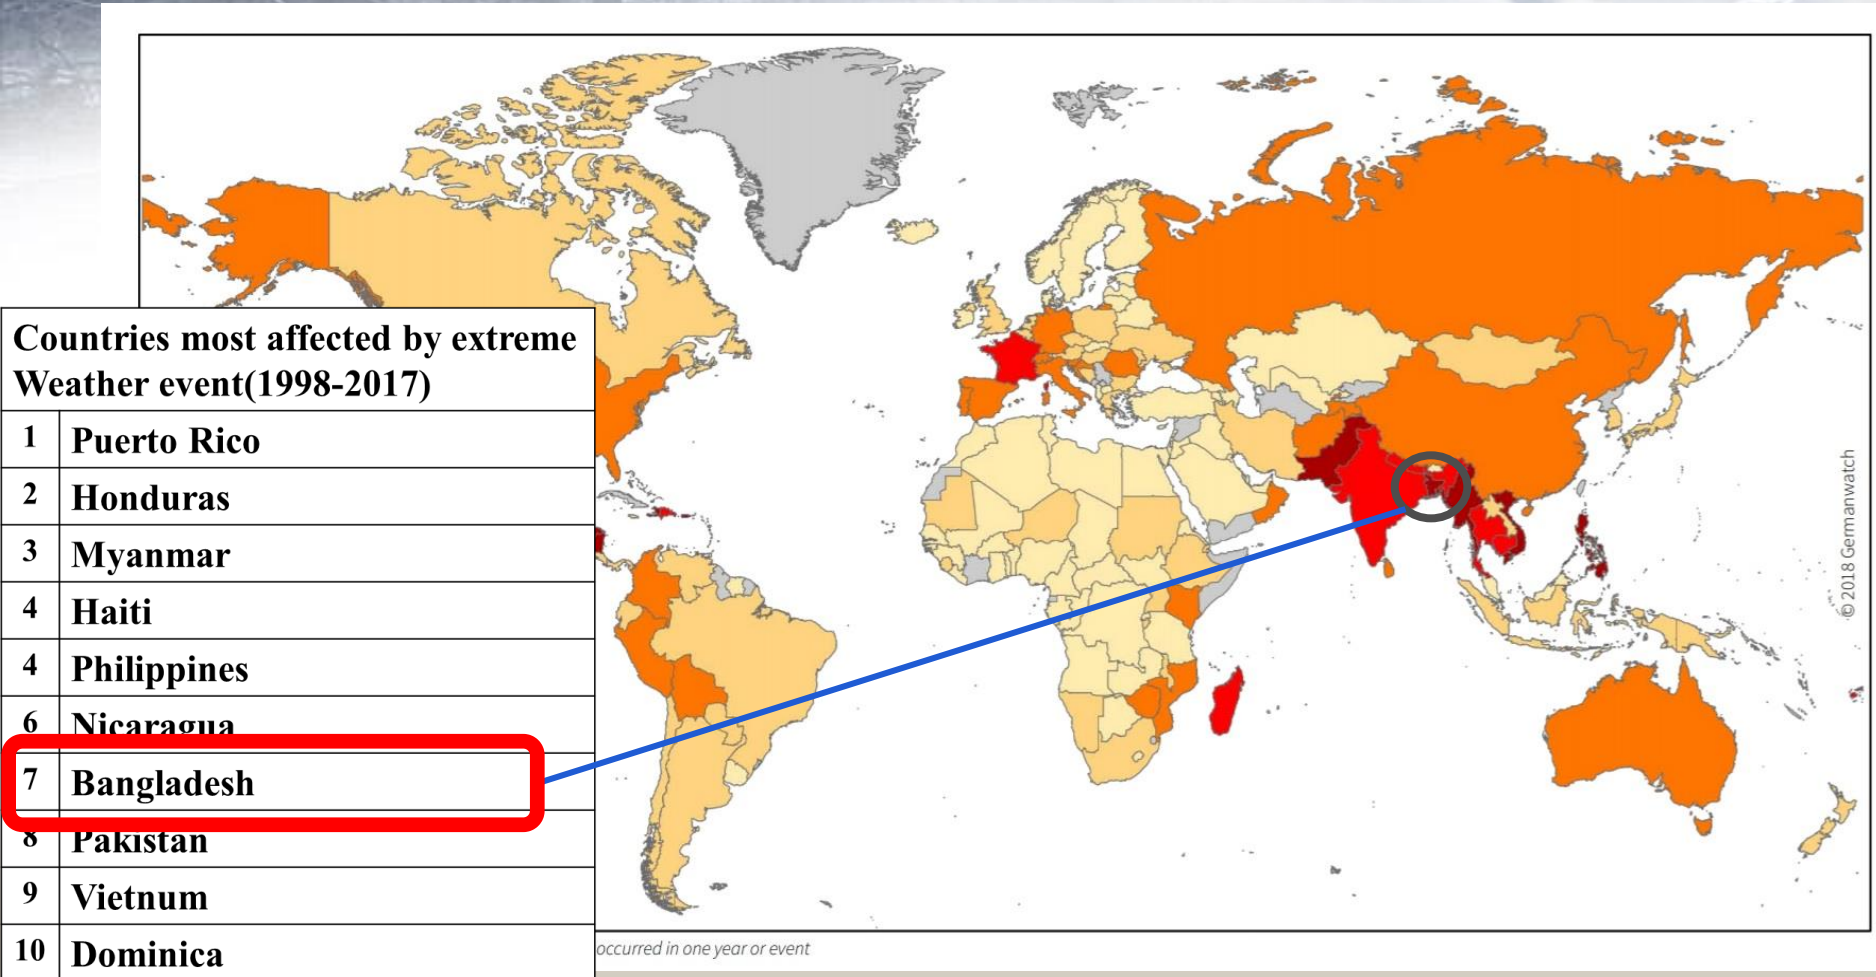 Countries most affected by extreme
Weather event(1998-2017)
1 Puerto Rico
2 Honduras
3 Myanmar
4 Haiti
4 Philippines
6 Nicaragua
7 Bangladesh
8 Pakistan
9 Vietnum
10 Dominica
occurred in one year or event
© 2018 Germanwatch